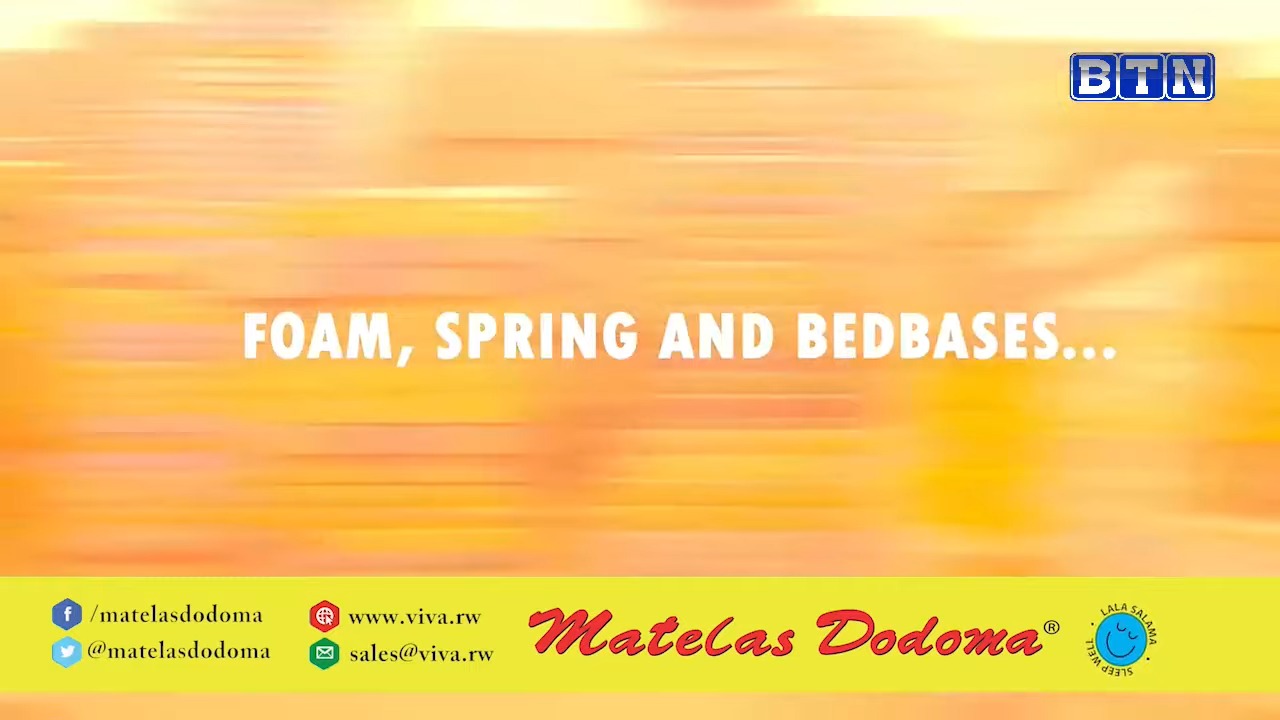 BTN
FOAM, SPRING AND BEDBASES...
/matelasdodoma
@matelasdodoma
www.viva.rw
sales@viva.rw
Matelas Dodoma®
LALA SALAMA
SLEEP WELL